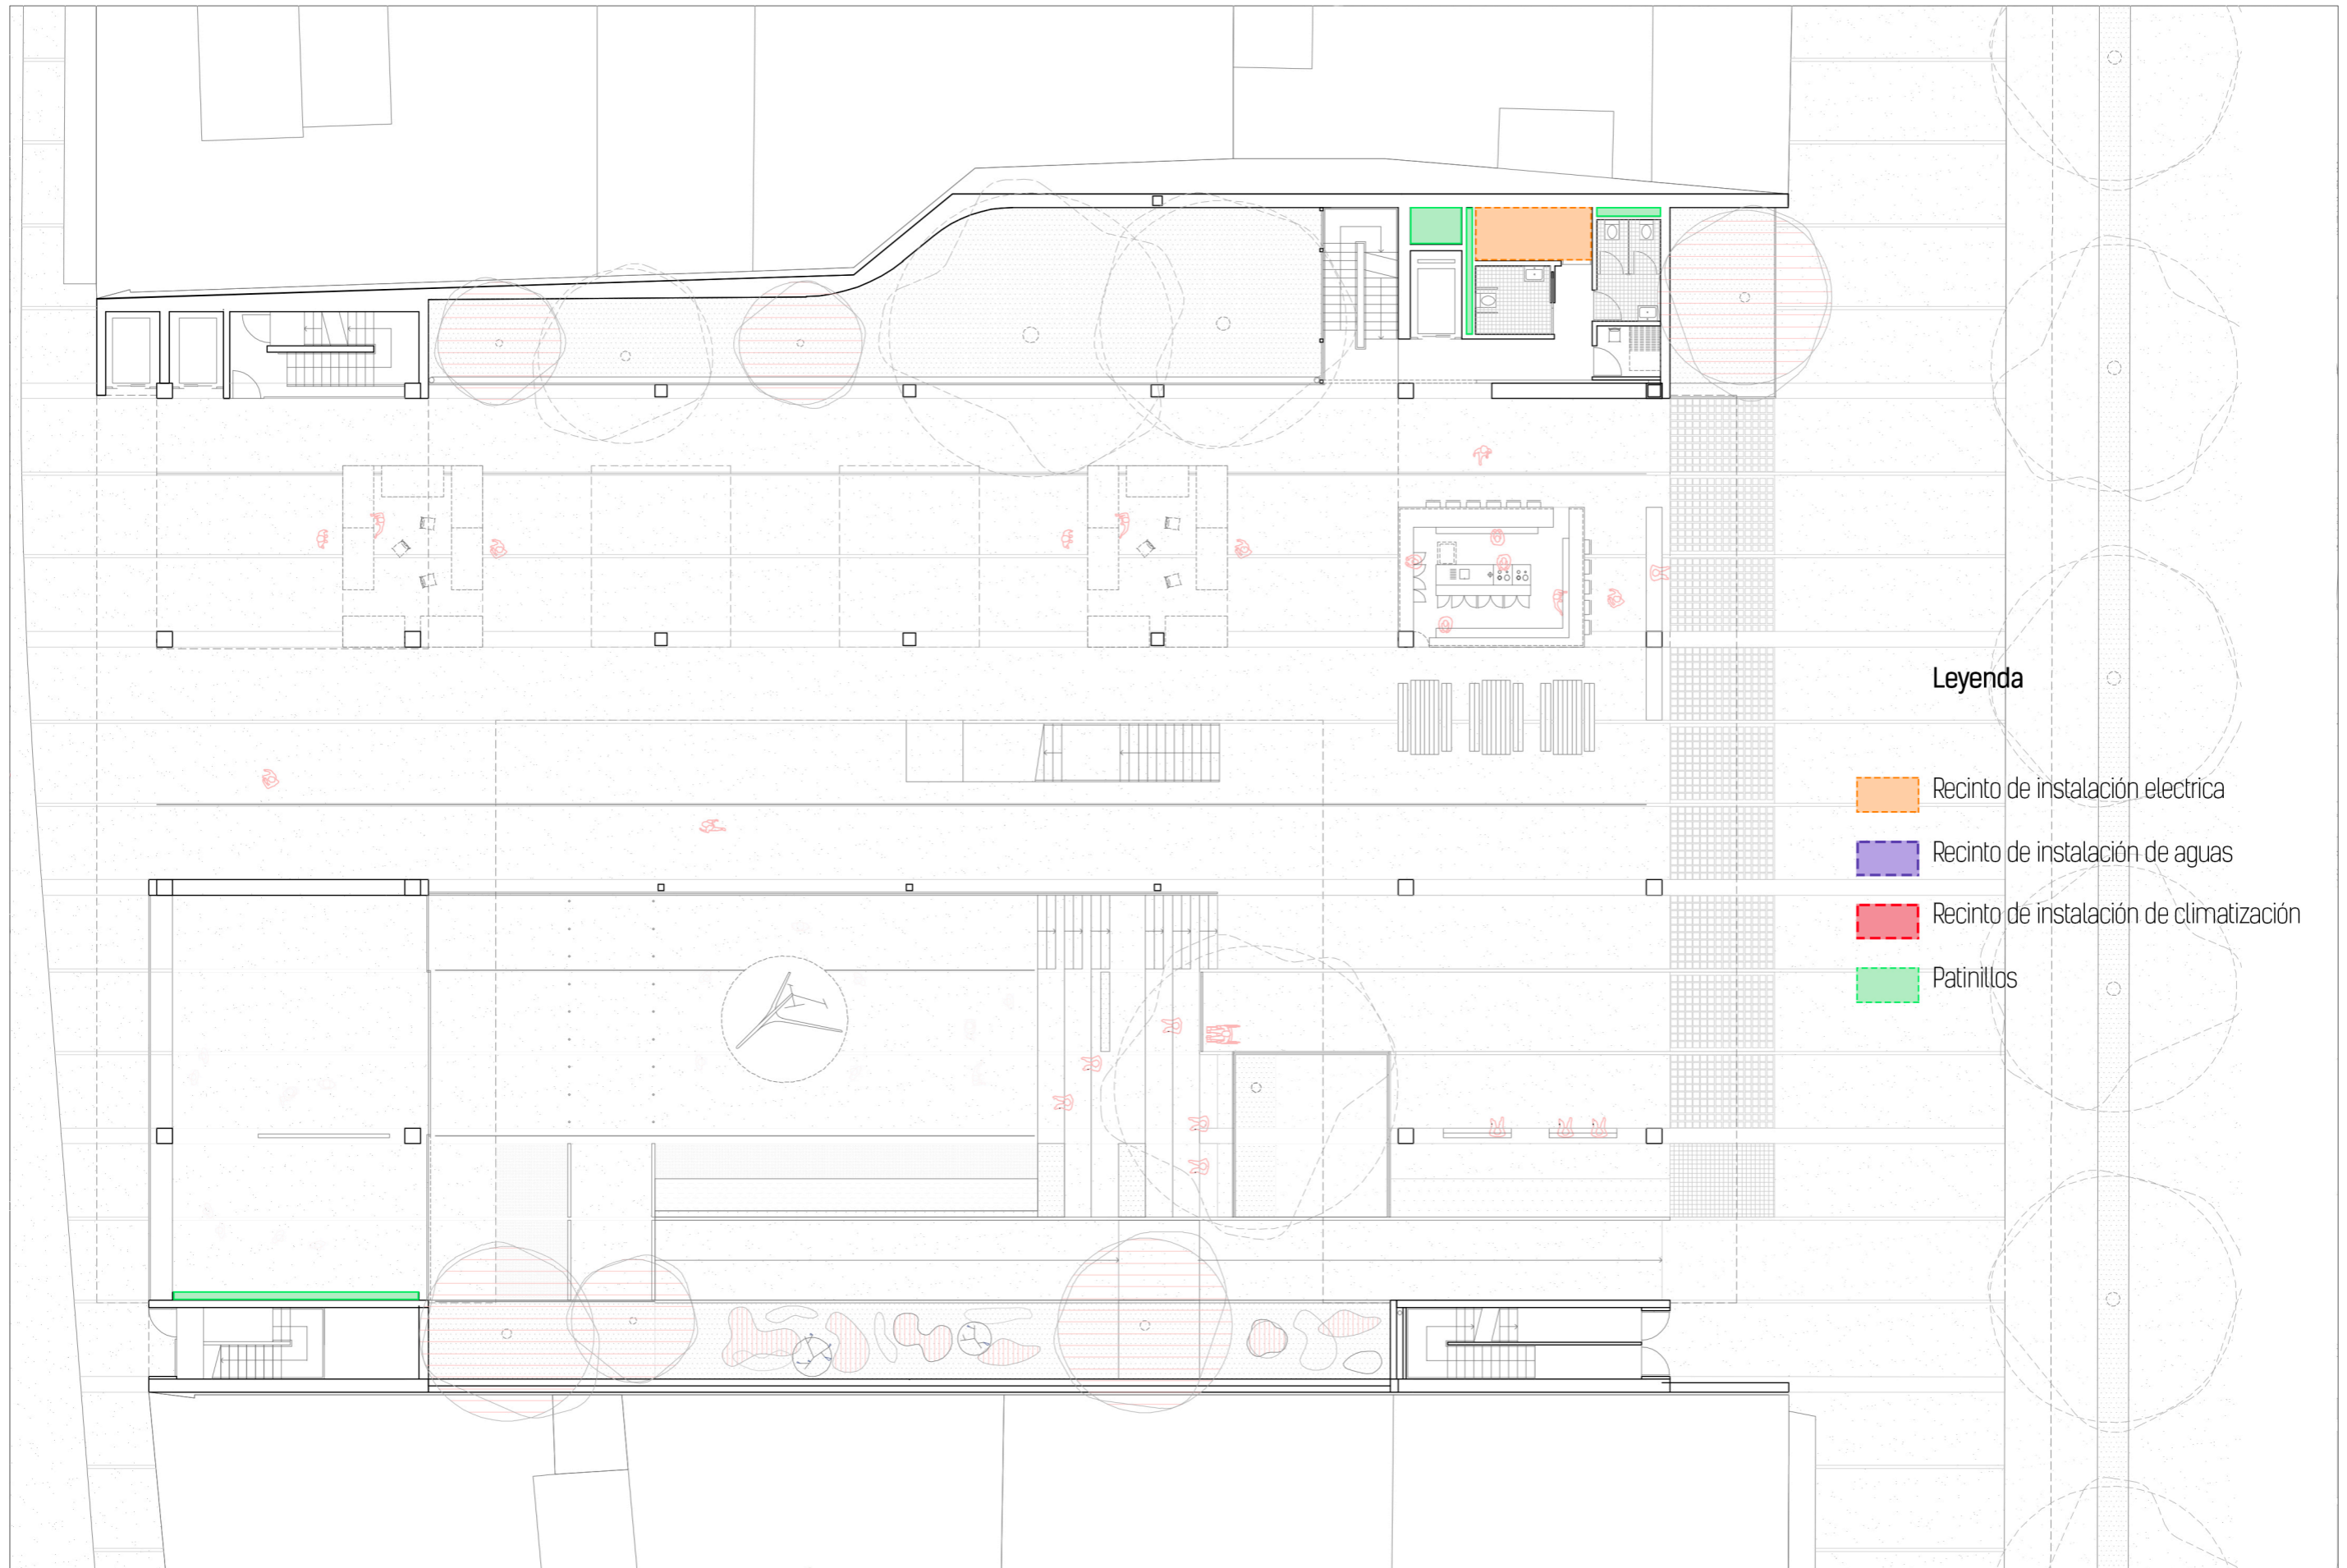 Leyenda
Recinto de instalación electrica
Recinto de instalación de aguas
Recinto de instalación de climatización
Patinillos